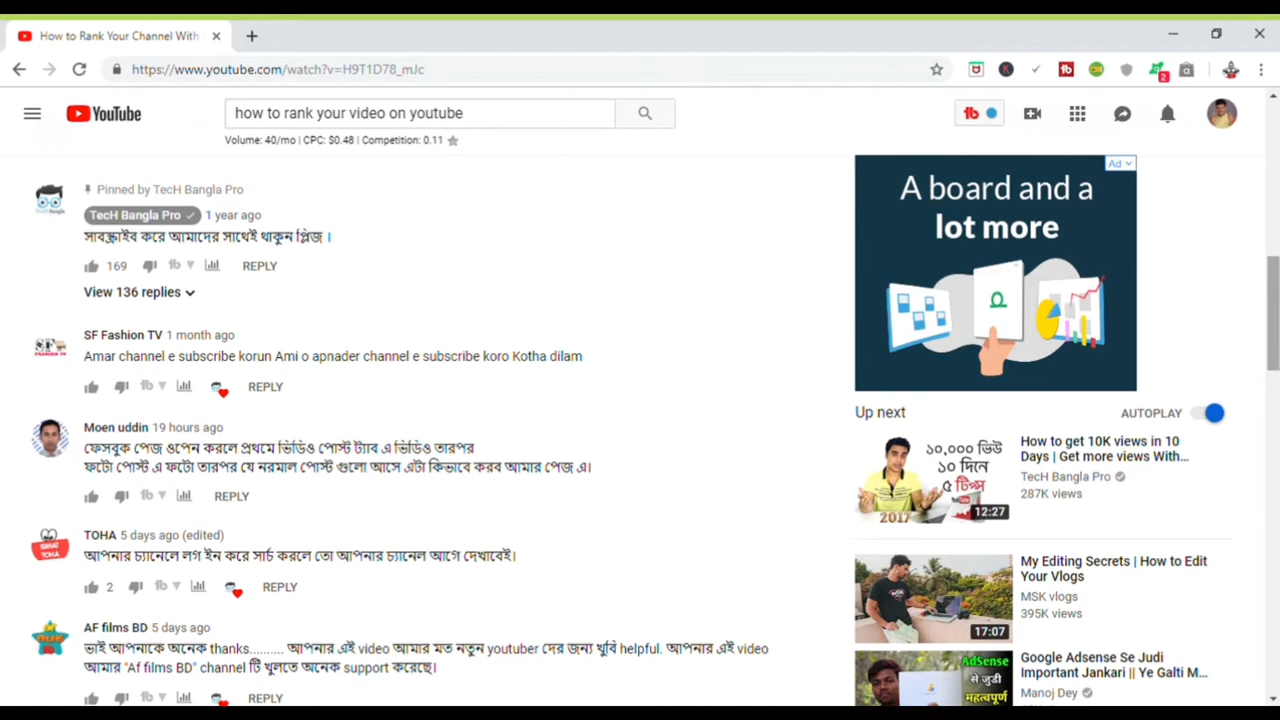 How to Rank Your Channel With
https://www.youtube.com/watch?v=H9T1D78_mJc
YouTube
how to rank your video on youtube
Volume: 40/mo | CPC: $0.48 | Competition: 0.11
Pinned by TecH Bangla Pro
TecH Bangla Pro 1 year ago
সাবস্ক্রাইব করে আমাদের সাথেই থাকুন প্লিজ ।
169 REPLY
View 136 replies
SF Fashion TV 1 month ago
Amar channel e subscribe korun Ami o apnader channel e subscribe koro Kotha dilam
REPLY
Moen uddin 19 hours ago
ফেসবুক পেজ ওপেন করলে প্রথমে ভিডিও পোস্ট ট্যাব এ ভিডিও তারপর
ফটো পোস্ট এ ফটো তারপর যে নরমাল পোস্ট গুলো আসে এটা কিভাবে করব আমার পেজ এ।
REPLY
TOHA 5 days ago (edited)
আপনার চ্যানেলে লগ ইন করে সার্চ করলে তো আপনার চ্যানেল আগে দেখাবেই।
2 REPLY
AF films BD 5 days ago
ভাই আপনাকে অনেক thanks......... আপনার এই video আমার মত নতুন youtuber দের জন্য খুবি helpful. আপনার এই video
আমার "Af films BD" channel টি খুলতে অনেক support করেছে।
REPLY
Ad
A board and a
lot more
Up next
AUTOPLAY
১০,০০০ ভিউ
১০ দিনে
৫ টিপ্স
2017
12:27
How to get 10K views in 10
Days | Get more views With...
TecH Bangla Pro
287K views
17:07
My Editing Secrets | How to Edit
Your Vlogs
MSK vlogs
395K views
AdSense
से जुडी
महत्वपूर्ण
Google Adsense Se Judi
Important Jankari || Ye Galti M...
Manoj Dey